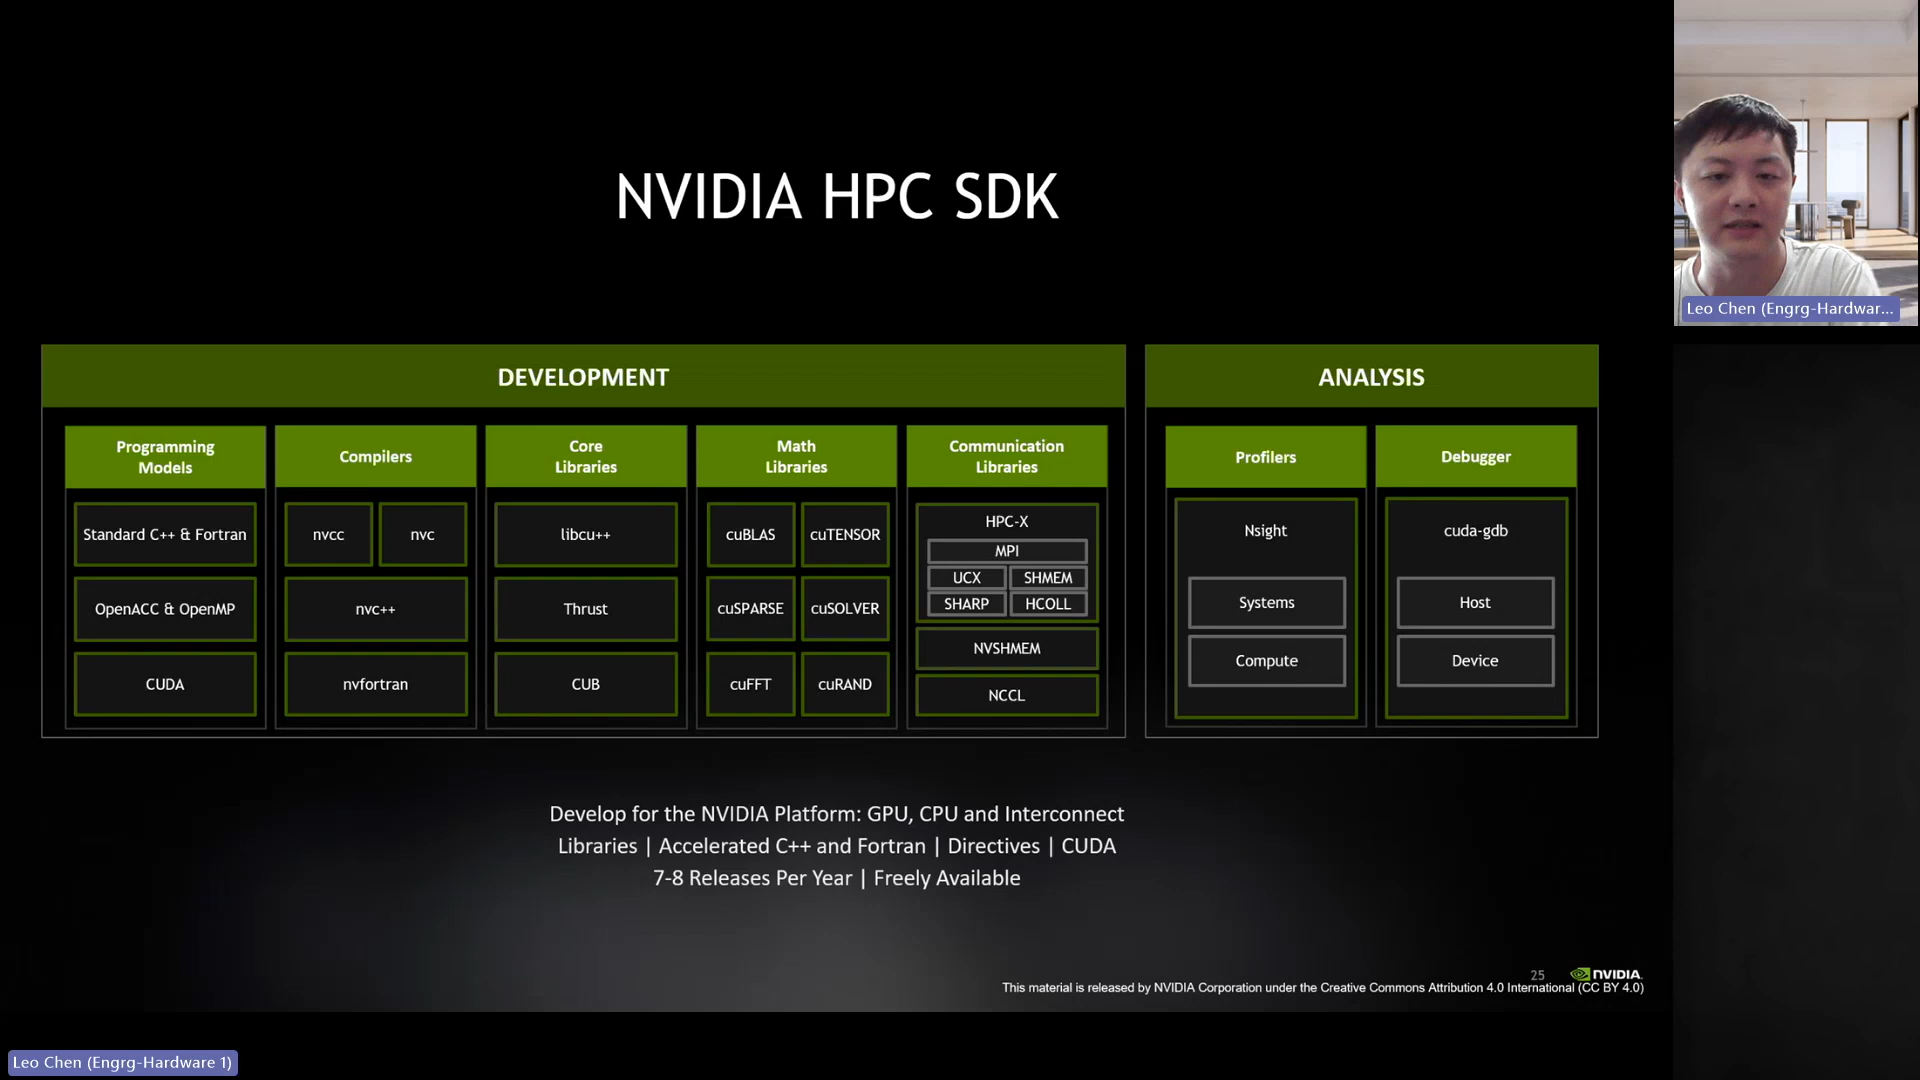 NVIDIA HPC SDK
Leo Chen (Engrg-Hardwar...
DEVELOPMENT
Programming
Models
Standard C++ & Fortran
OpenACC & OpenMP
CUDA
Compilers
nvcc
nvc
nvc++
nvfortran
Core
Libraries
libcu++
Thrust
CUB
Math
Libraries
cuBLAS
cuTENSOR
cuSPARSE
cuSOLVER
cuFFT
cuRAND
Communication
Libraries
HPC-X
MPI
UCX
SHMEM
SHARP
HCOLL
NVSHMEM
NCCL
ANALYSIS
Profilers
Nsight
Systems
Compute
Debugger
cuda-gdb
Host
Device
Develop for the NVIDIA Platform: GPU, CPU and Interconnect
Libraries | Accelerated C++ and Fortran | Directives | CUDA
7-8 Releases Per Year | Freely Available
25
NVIDIA.
This material is released by NVIDIA Corporation under the Creative Commons Attribution 4.0 International (CC BY 4.0)
Leo Chen (Engrg-Hardware 1)